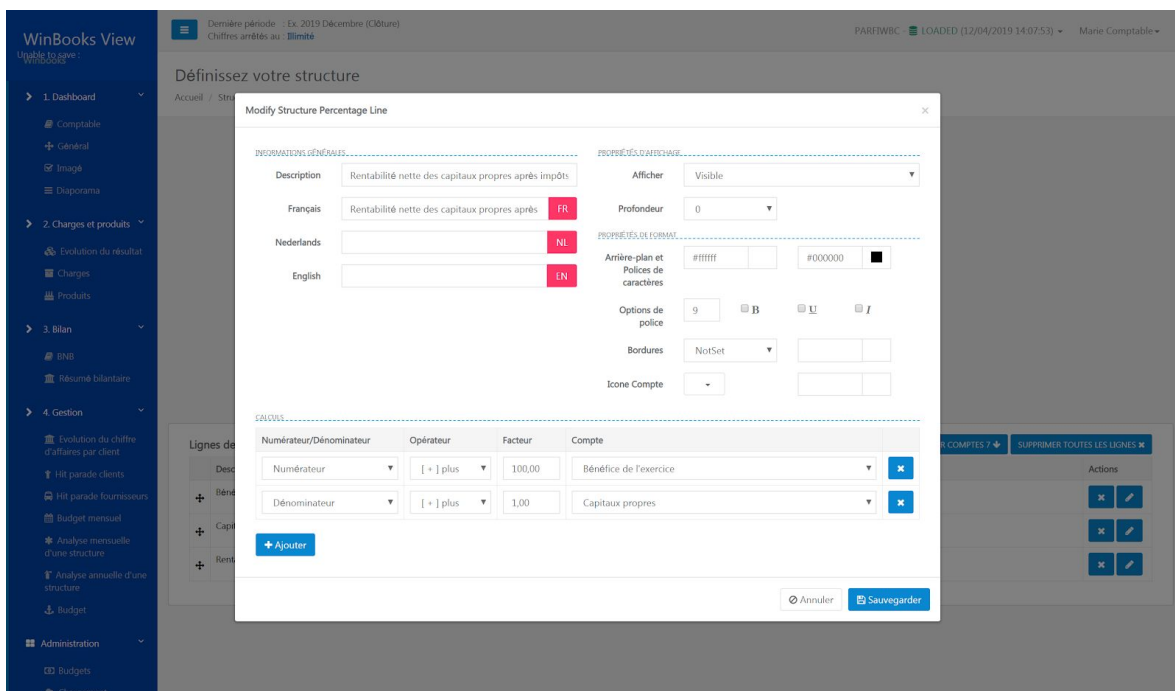 WinBooks View
Unable to save :
Winbooks
Dernière période : Ex. 2019 Décembre (Clôture)
Chiffres arrêtés au : Illimité
PARFIWBC - LOADED (12/04/2019 14:07:53)
Marie Comptable
Définissez votre structure
Accueil / Stru
1. Dashboard
Comptable
Général
Imagé
Diaporama
2. Charges et produits
Evolution du résultat
Charges
Produits
3. Bilan
BNB
Résumé bilantaire
4. Gestion
Evolution du chiffre
d'affaires par client
Hit parade clients
Hit parade fournisseurs
Budget mensuel
Analyse mensuelle
d'une structure
Analyse annuelle d'une
structure
Budget
Administration
Budgets
Modify Structure Percentage Line
×
INFORMATIONS GÉNÉRALES
Description
Rentabilité nette des capitaux propres après impôts
Français
Rentabilité nette des capitaux propres après
FR
Nederlands
NL
English
EN
PROPRIÉTÉS D'AFFICHAGE
Afficher
Visible
Profondeur
0
PROPRIÉTÉS DE FORMAT
Arrière-plan et
Polices de
caractères
#ffffff
#000000
Options de
police
9
B
U
I
Bordures
NotSet
Icone Compte
CALCULS
Numérateur/Dénominateur Opérateur Facteur Compte
Numérateur [ + ] plus 100,00 Bénéfice de l'exercice
Dénominateur [ + ] plus 1,00 Capitaux propres
+ Ajouter
Annuler
Sauvegarder
Lignes de
R COMPTES 7
SUPPRIMER TOUTES LES LIGNES
Desc
Actions
Béné
Capit
Renta